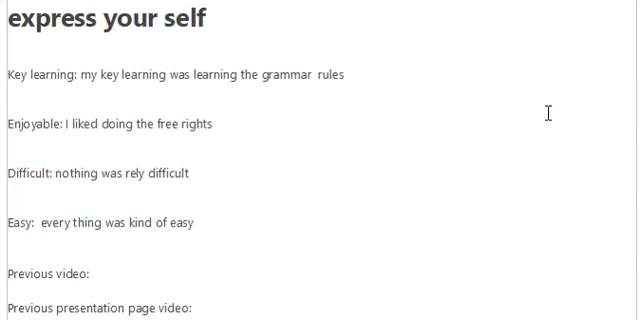 express your self
Key learning: my key learning was learning the grammar  rules
Enjoyable: I liked doing the free rights
Difficult: nothing was rely difficult
Easy:  every thing was kind of easy
Previous video:
Previous presentation page video: